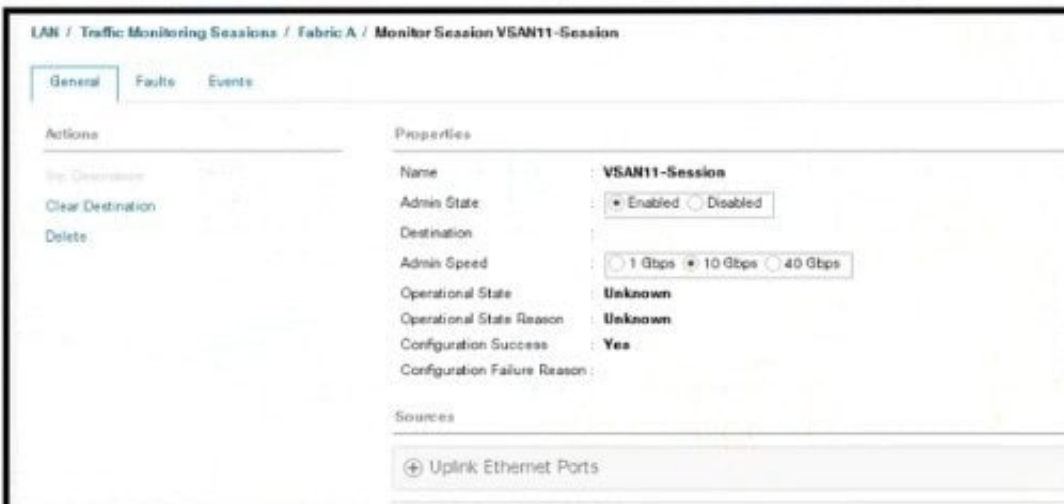 LAN / Traffic Monitoring Sessions / Fabric A / Monitor Session VSAN11-Session
General Faults Events
Actions
Set Destination
Clear Destination
Delete
Properties
Name : VSAN11-Session
Admin State : Enabled Disabled
Destination :
Admin Speed : 1 Gbps 10 Gbps 40 Gbps
Operational State : Unknown
Operational State Reason : Unknown
Configuration Success : Yes
Configuration Failure Reason :
Sources
Uplink Ethernet Ports